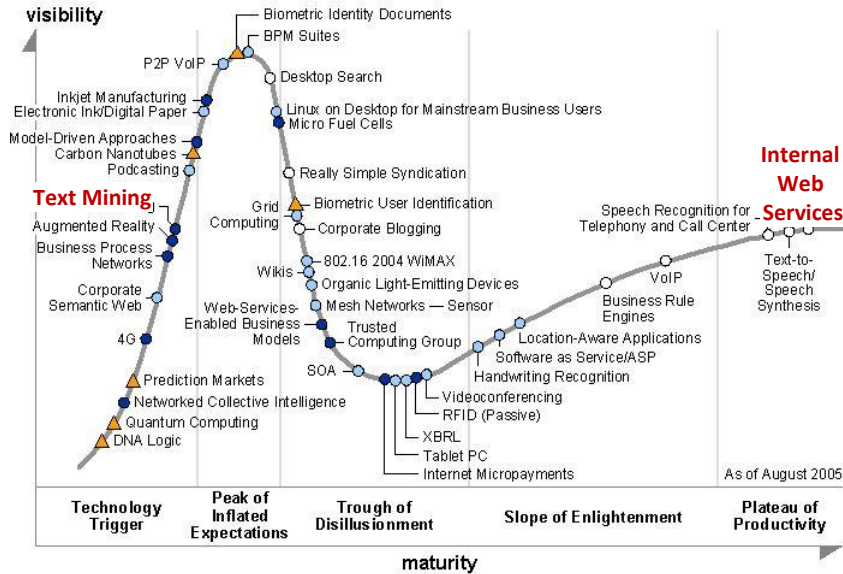 visibility
Biometric Identity Documents
BPM Suites
P2P VoIP
Desktop Search
Inkjet Manufacturing
Electronic Ink/Digital Paper
Linux on Desktop for Mainstream Business Users
Micro Fuel Cells
Model-Driven Approaches
Carbon Nanotubes
Podcasting
Really Simple Syndication
Text Mining
Augmented Reality
Business Process
Networks
Corporate
Semantic Web
4G
Prediction Markets
Networked Collective Intelligence
Quantum Computing
DNA Logic
Biometric User Identification
Grid
Computing
Corporate Blogging
802.16 2004 WiMAX
Wikis
Organic Light-Emitting Devices
Mesh Networks — Sensor
Web-Services-
Enabled Business
Models
Trusted
Computing Group
SOA
Videoconferencing
RFID (Passive)
XBRL
Tablet PC
Internet Micropayments
Location-Aware Applications
Software as Service/ASP
Handwriting Recognition
VoIP
Business Rule
Engines
Internal
Web
Services
Speech Recognition for
Telephony and Call Center
Text-to-
Speech/
Speech
Synthesis
As of August 2005
Technology
Trigger
Peak of
Inflated
Expectations
Trough of
Disillusionment
Slope of Enlightenment
Plateau of
Productivity
maturity